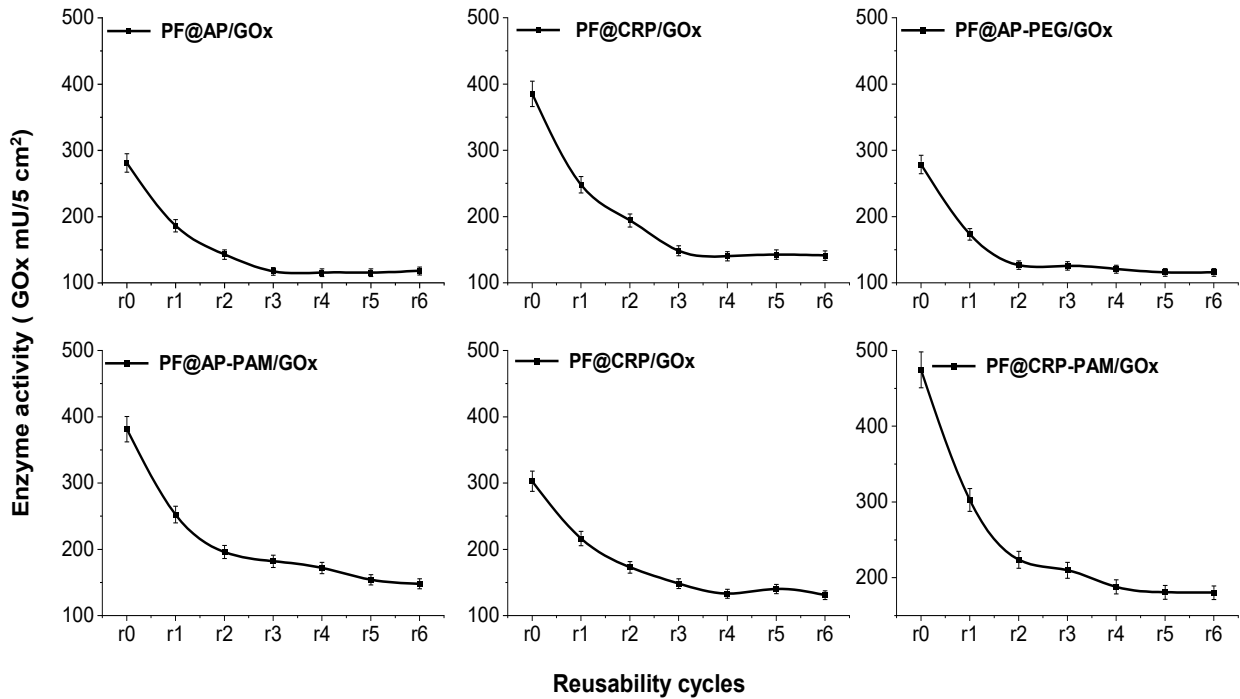 Enzyme activity ( GOx mU/5 cm²)
PF@AP/GOx
500
400
300
200
100
r0 r1 r2 r3 r4 r5 r6
PF@CRP/GOx
500
400
300
200
100
r0 r1 r2 r3 r4 r5 r6
PF@AP-PEG/GOx
500
400
300
200
100
r0 r1 r2 r3 r4 r5 r6
PF@AP-PAM/GOx
500
400
300
200
100
r0 r1 r2 r3 r4 r5 r6
PF@CRP/GOx
500
400
300
200
100
r0 r1 r2 r3 r4 r5 r6
PF@CRP-PAM/GOx
500
400
300
200
r0 r1 r2 r3 r4 r5 r6
Reusability cycles